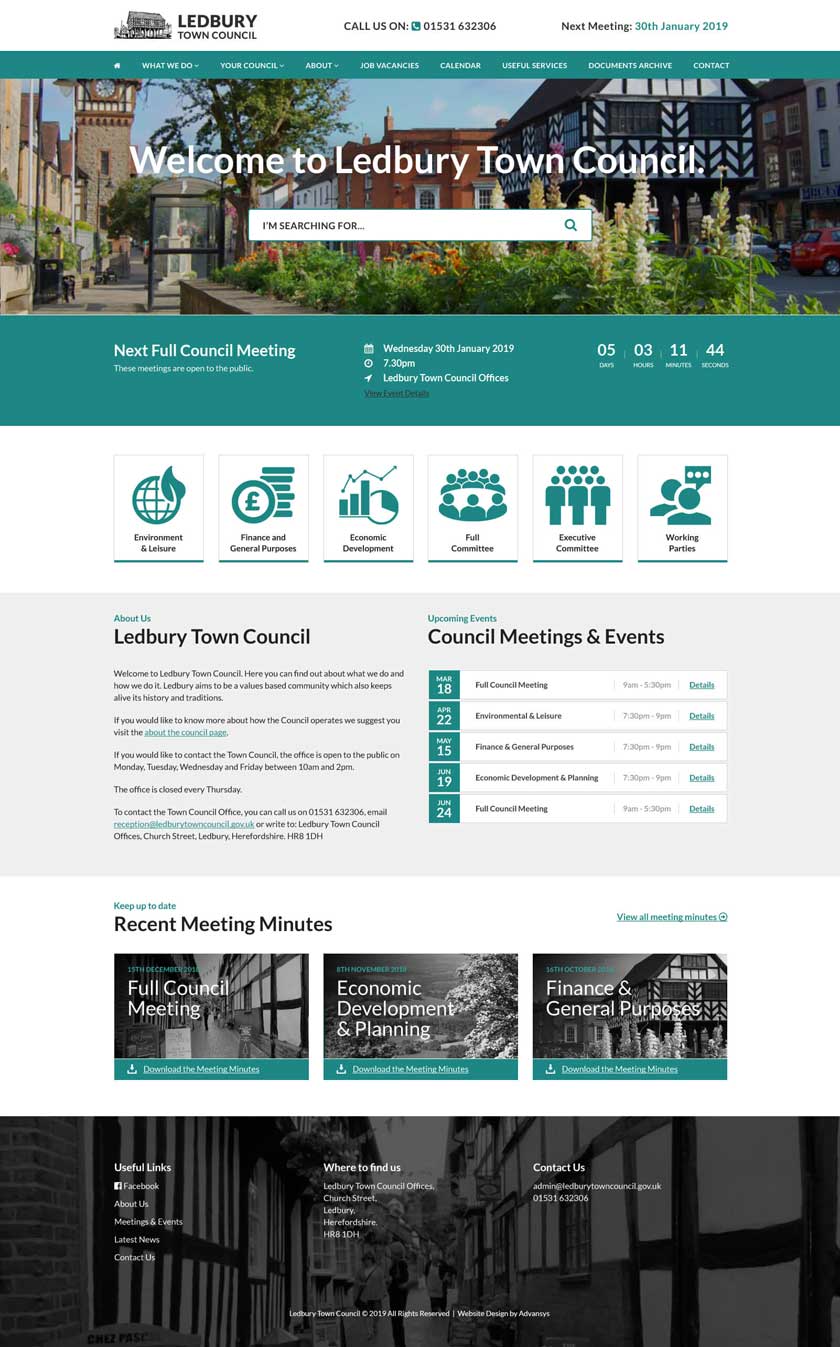 LEDBURY
TOWN COUNCIL
CALL US ON: 01531 632306
Next Meeting: 30th January 2019
WHAT WE DO
YOUR COUNCIL
ABOUT
JOB VACANCIES
CALENDAR
USEFUL SERVICES
DOCUMENTS ARCHIVE
CONTACT
Welcome to Ledbury Town Council.
I'M SEARCHING FOR...
Next Full Council Meeting
These meetings are open to the public.
Wednesday 30th January 2019
7.30pm
Ledbury Town Council Offices
View Event Details
05 | 03 | 11 | 44
DAYS HOURS MINUTES SECONDS
Environment
& Leisure
Finance and
General Purposes
Economic
Development
Full
Committee
Executive
Committee
Working
Parties
About Us
Ledbury Town Council
Welcome to Ledbury Town Council. Here you can find out about what we do and
how we do it. Ledbury aims to be a values based community which also keeps
alive its history and traditions.
If you would like to know more about how the Council operates we suggest you
visit the about the council page.
If you would like to contact the Town Council, the office is open to the public on
Monday, Tuesday, Wednesday and Friday between 10am and 2pm.
The office is closed every Thursday.
To contact the Town Council Office, you can call us on 01531 632306, email
reception@ledburytowncouncil.gov.uk or write to: Ledbury Town Council
Offices, Church Street, Ledbury, Herefordshire. HR8 1DH
Upcoming Events
Council Meetings & Events
MAR
18
Full Council Meeting
9am - 5:30pm
Details
APR
22
Environmental & Leisure
7:30pm - 9pm
Details
MAY
15
Finance & General Purposes
7:30pm - 9pm
Details
JUN
19
Economic Development & Planning
7:30pm - 9pm
Details
JUN
24
Full Council Meeting
9am - 5:30pm
Details
Keep up to date
Recent Meeting Minutes
View all meeting minutes
15TH DECEMBER 2018
Full Council
Meeting
Download the Meeting Minutes
8TH NOVEMBER 2018
Economic
Development
& Planning
Download the Meeting Minutes
16TH OCTOBER 2018
Finance &
General Purposes
Download the Meeting Minutes
Useful Links
Facebook
About Us
Meetings & Events
Latest News
Contact Us
Where to find us
Ledbury Town Council Offices,
Church Street,
Ledbury,
Herefordshire.
HR8 1DH
Contact Us
admin@ledburytowncouncil.gov.uk
01531 632306
CHEZ PASC
Ledbury Town Council © 2019 All Rights Reserved | Website Design by Advansys